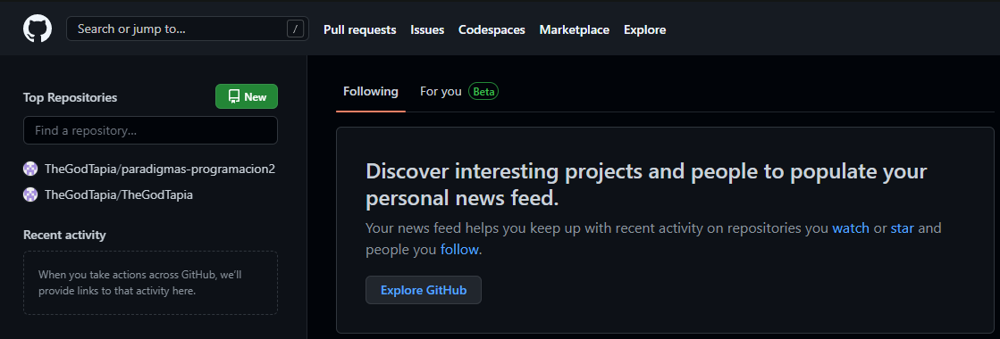 Search or jump to... /
Pull requests Issues Codespaces Marketplace Explore
Top Repositories New
Find a repository...
TheGodTapia/paradigmas-programacion2
TheGodTapia/TheGodTapia
Recent activity
When you take actions across GitHub, we'll
provide links to that activity here.
Following For you Beta
Discover interesting projects and people to populate your
personal news feed.
Your news feed helps you keep up with recent activity on repositories you watch or star and
people you follow.
Explore GitHub